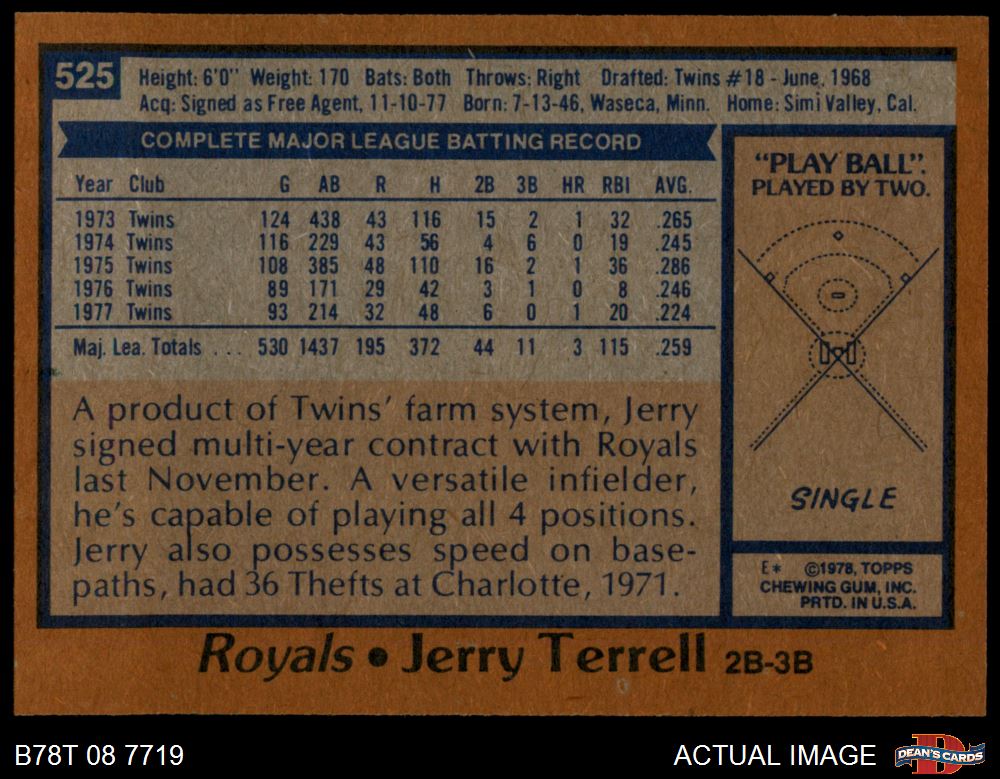 525
Height: 6'0" Weight: 170 Bats: Both Throws: Right Drafted: Twins #18 - June, 1968
Acq: Signed as Free Agent, 11-10-77 Born: 7-13-46, Waseca, Minn. Home: Simi Valley, Cal.
COMPLETE MAJOR LEAGUE BATTING RECORD
Year Club G AB R H 2B 3B HR RBI AVG.
1973 Twins 124 438 43 116 15 2 1 32 .265
1974 Twins 116 229 43 56 4 6 0 19 .245
1975 Twins 108 385 48 110 16 2 1 36 .286
1976 Twins 89 171 29 42 3 1 0 8 .246
1977 Twins 93 214 32 48 6 0 1 20 .224
Maj. Lea. Totals ... 530 1437 195 372 44 11 3 115 .259
A product of Twins' farm system, Jerry
signed multi-year contract with Royals
last November. A versatile infielder,
he's capable of playing all 4 positions.
Jerry also possesses speed on base-
paths, had 36 Thefts at Charlotte, 1971.
"PLAY BALL".
PLAYED BY TWO.
SINGLE
E* ©1978, TOPPS
CHEWING GUM, INC.
PRTD. IN U.S.A.
Royals • Jerry Terrell 2B-3B
B78T 08 7719
ACTUAL IMAGE
DEAN'S CARDS